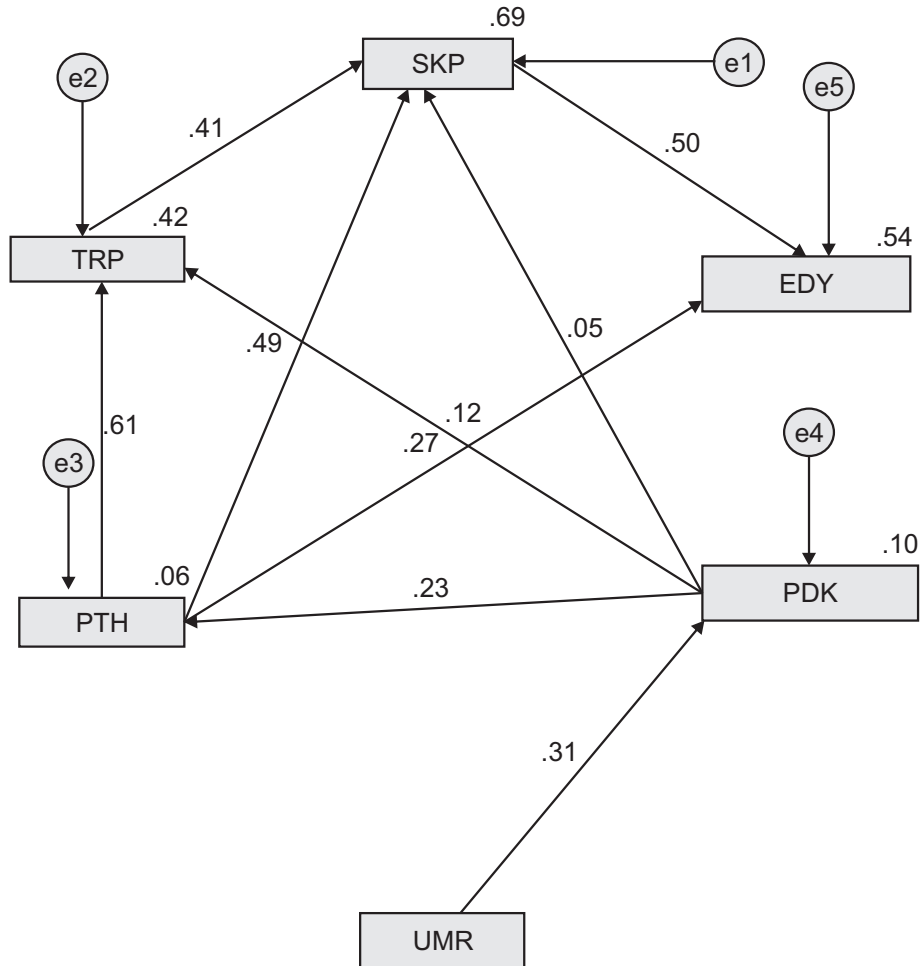 .69
SKP
e1
e2
e5
.41
.50
.42
TRP
.54
EDY
.49
.05
.12
.27
.61
e3
e4
.06
PTH
.23
.10
PDK
.31
UMR